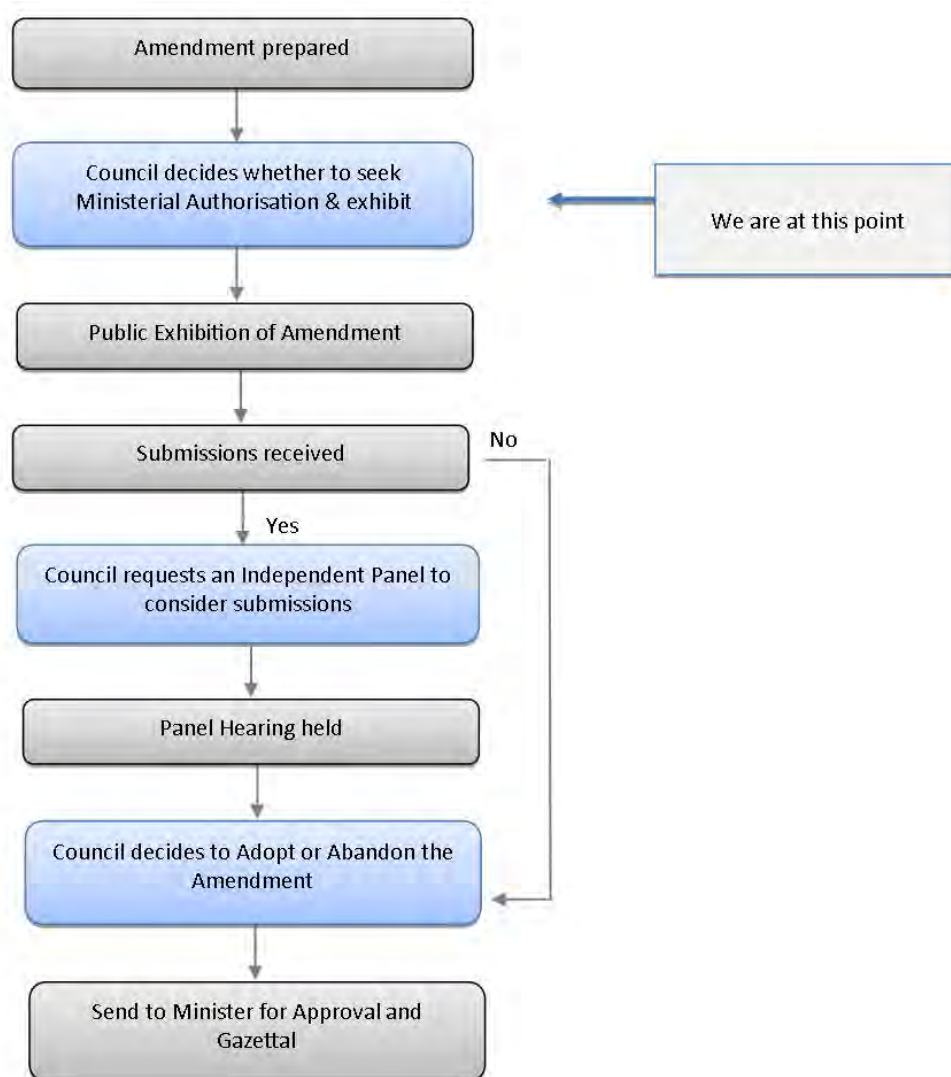 Amendment prepared
Council decides whether to seek
Ministerial Authorisation & exhibit
We are at this point
Public Exhibition of Amendment
Submissions received
No
Yes
Council requests an Independent Panel to
consider submissions
Panel Hearing held
Council decides to Adopt or Abandon the
Amendment
Send to Minister for Approval and
Gazettal